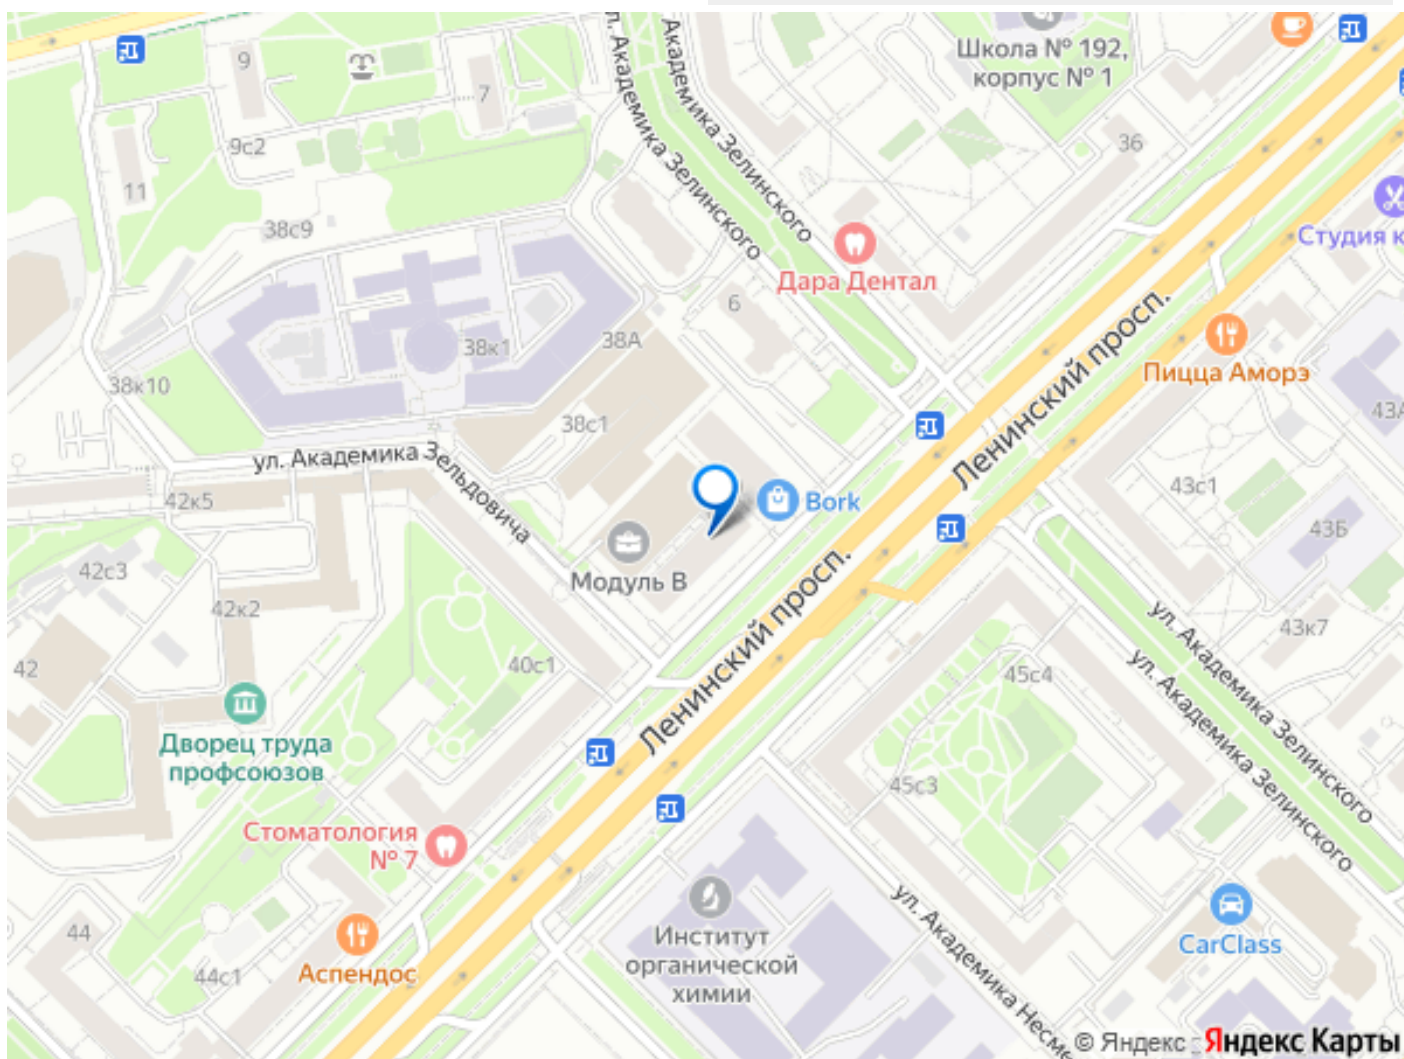 Школа № 192,
корпус № 1
ул. Академика Зелинского
Академика Зелинского
9
7
9с2
11
36
38с9
Студия к
Дара Дентал
6
Ленинский просп.
38А
38к1
Пицца Аморэ
38к10
38с1
43А
ул. Академика Зельдовича
43с1
42к5
Bork
43Б
Модуль В
42с3
Ленинский просп.
42к2
43к7
ул. Академика Зелинского
42
40с1
45с4
ул. Академика Зелинского
Дворец труда
профсоюзов
45с3
Стоматология
№ 7
ул. Академика Несме
44
Институт
органической
химии
CarClass
44с1
Аспендос
© Яндекс Яндекс Карты